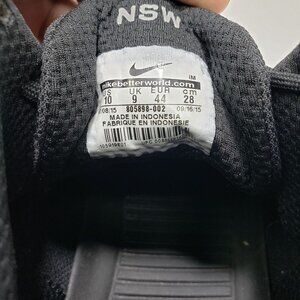 NSW
IM
nikebetterworld.com
US UK EUR cm
10 9 44 28
08/15 805898-002 09/16/15
MADE IN INDONESIA
FABRIQUE EN INDONESIE